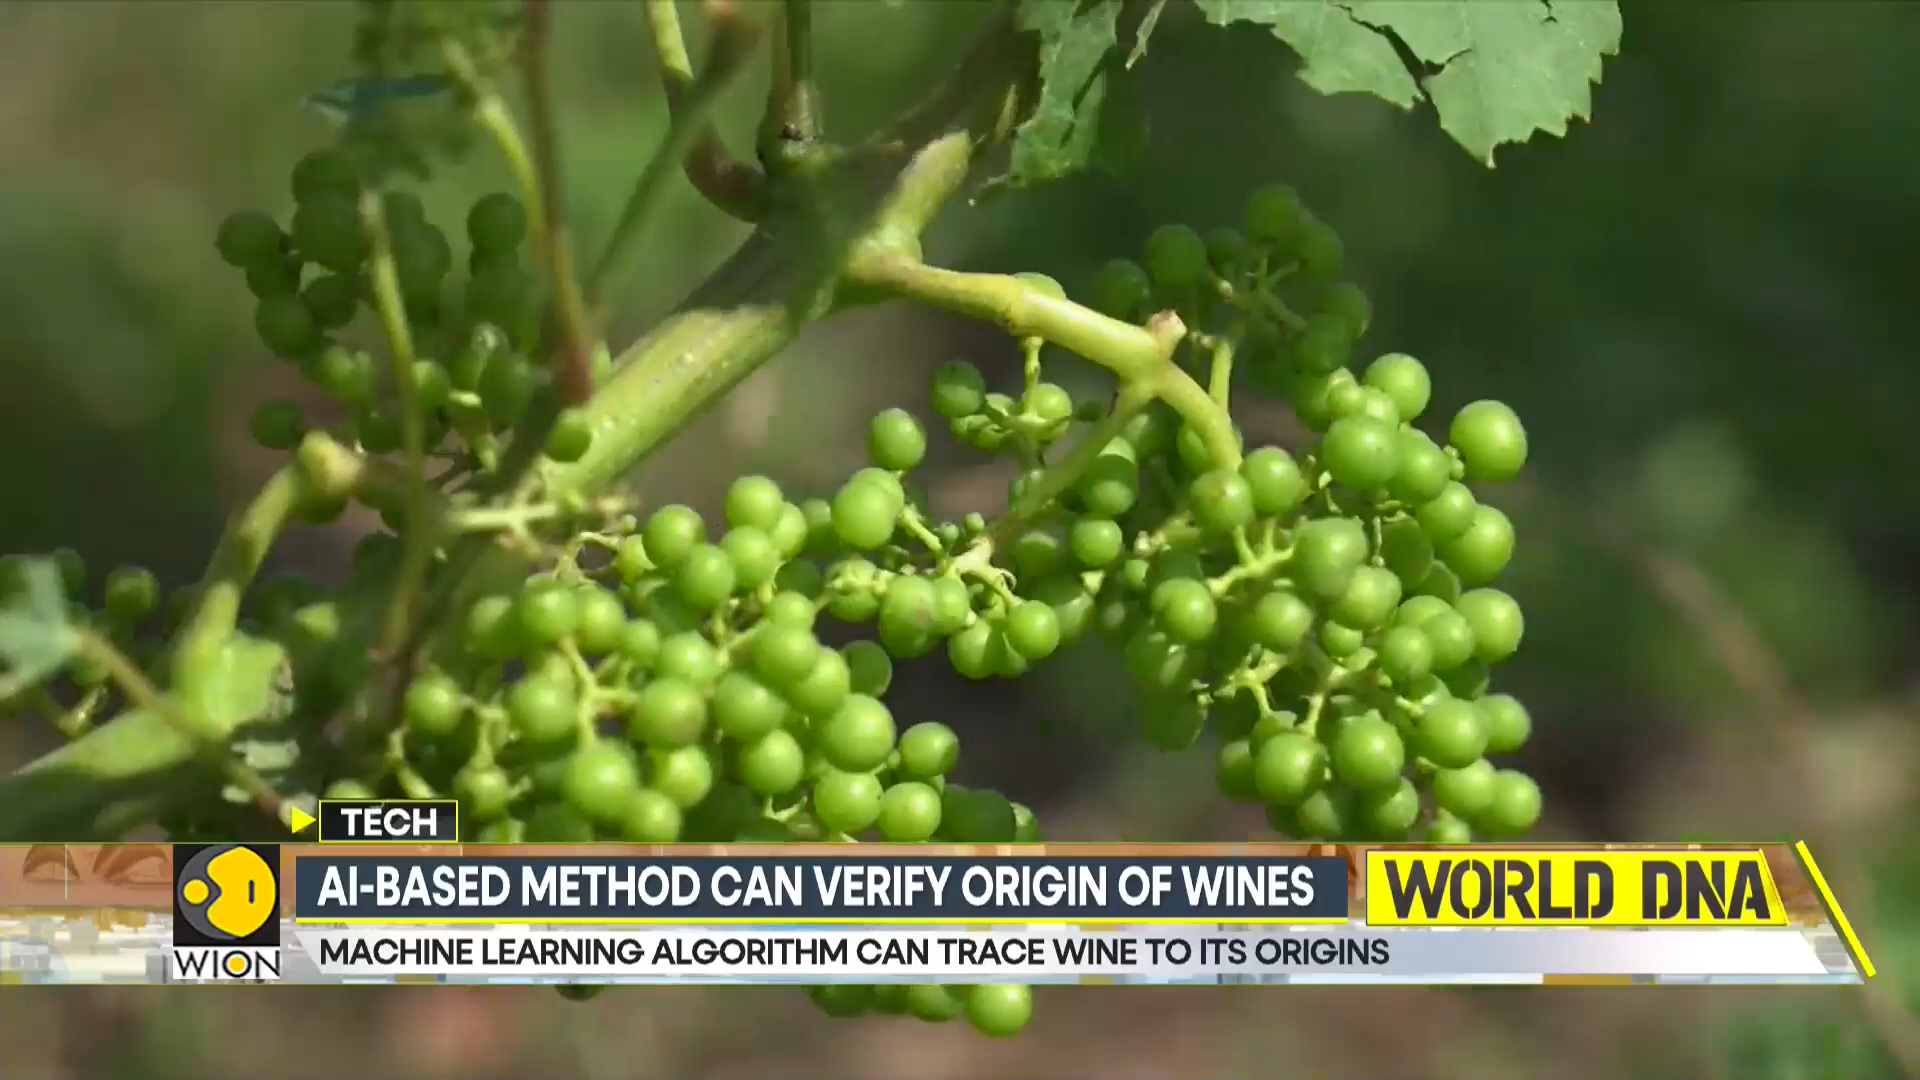 TECH
AI-BASED METHOD CAN VERIFY ORIGIN OF WINES
WORLD DNA
MACHINE LEARNING ALGORITHM CAN TRACE WINE TO ITS ORIGINS
WION